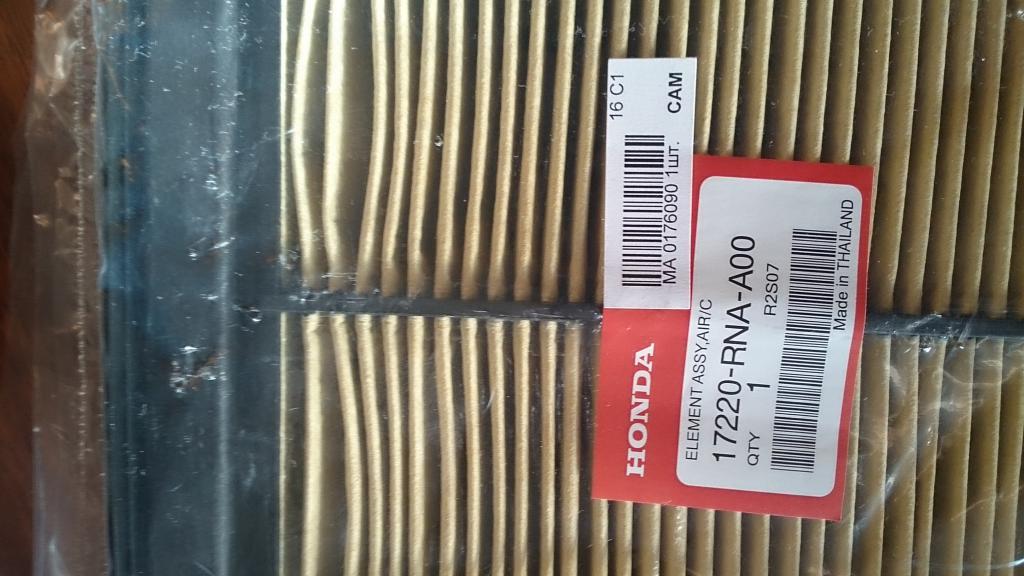 16 C1
CAM
MA 0176090 1шт.
HONDA
ELEMENT ASSY,AIR/C
17220-RNA-A00
QTY 1 R2S07
Made in THAILAND